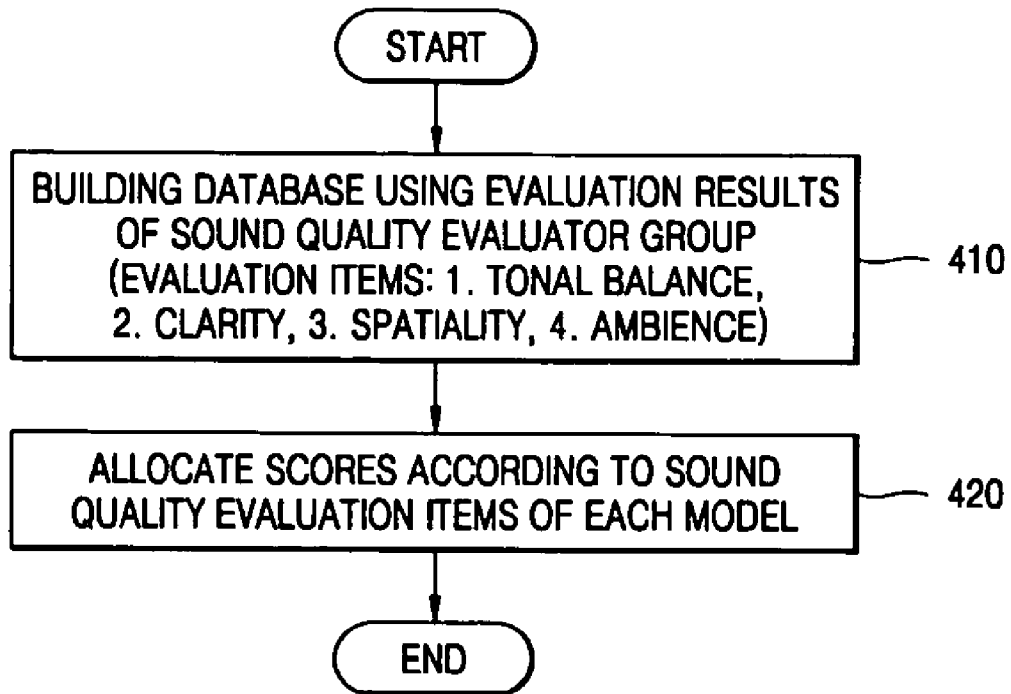 START
BUILDING DATABASE USING EVALUATION RESULTS
OF SOUND QUALITY EVALUATOR GROUP
(EVALUATION ITEMS: 1. TONAL BALANCE,
2. CLARITY, 3. SPATIALITY, 4. AMBIENCE)
410
ALLOCATE SCORES ACCORDING TO SOUND
QUALITY EVALUATION ITEMS OF EACH MODEL
420
END